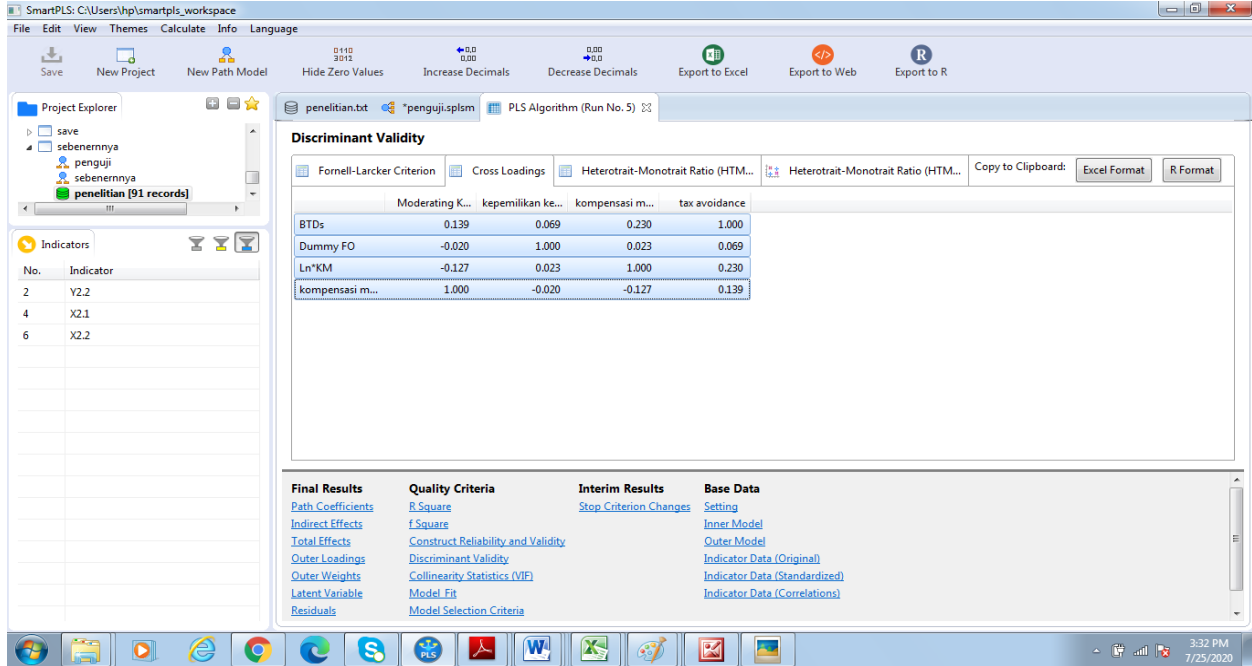 SmartPLS: C:\Users\hp\smartpls_workspace
File Edit View Themes Calculate Info Language
Save New Project New Path Model Hide Zero Values Increase Decimals Decrease Decimals Export to Excel Export to Web Export to R
Project Explorer
save
sebenernnya
penguji
sebenernnya
penelitian [91 records]
Indicators
No. Indicator
2 Y2.2
4 X2.1
6 X2.2
penelitian.txt *penguji.splsm PLS Algorithm (Run No. 5)
Discriminant Validity
Fornell-Larcker Criterion Cross Loadings Heterotrait-Monotrait Ratio (HTM... Heterotrait-Monotrait Ratio (HTM... Copy to Clipboard: Excel Format R Format
Moderating K... kepemilikan ke... kompensasi m... tax avoidance
BTDs 0.139 0.069 0.230 1.000
Dummy FO -0.020 1.000 0.023 0.069
Ln*KM -0.127 0.023 1.000 0.230
kompensasi m... 1.000 -0.020 -0.127 0.139
Final Results Quality Criteria Interim Results Base Data
Path Coefficients R Square Stop Criterion Changes Setting
Indirect Effects f Square Inner Model
Total Effects Construct Reliability and Validity Outer Model
Outer Loadings Discriminant Validity Indicator Data (Original)
Outer Weights Collinearity Statistics (VIF) Indicator Data (Standardized)
Latent Variable Model Fit Indicator Data (Correlations)
Residuals Model Selection Criteria
3:32 PM
7/25/2020